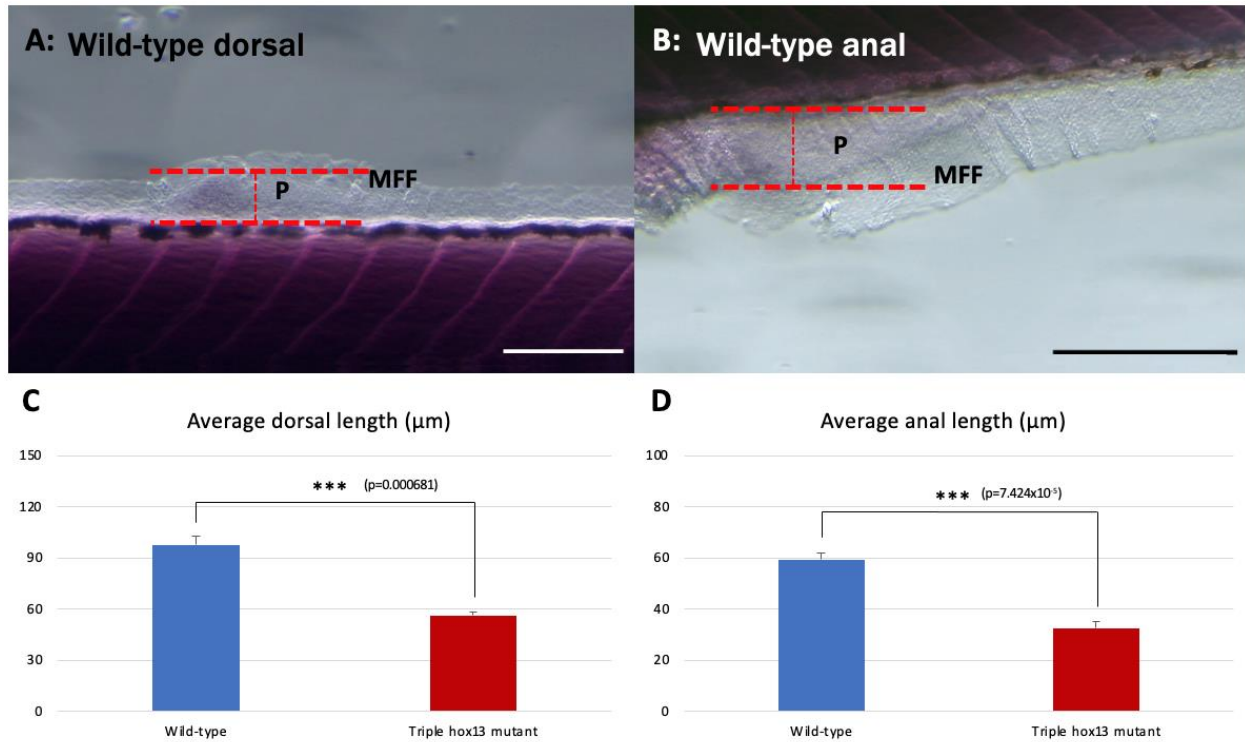 A: Wild-type dorsal
P
MFF
B: Wild-type anal
P
MFF
C
Average dorsal length (μm)
150
120
90
60
30
0
*** (p=0.000681)
Wild-type
Triple hox13 mutant
D
Average anal length (μm)
100
80
60
40
20
0
*** (p=7.424x10⁻⁵)
Wild-type
Triple hox13 mutant